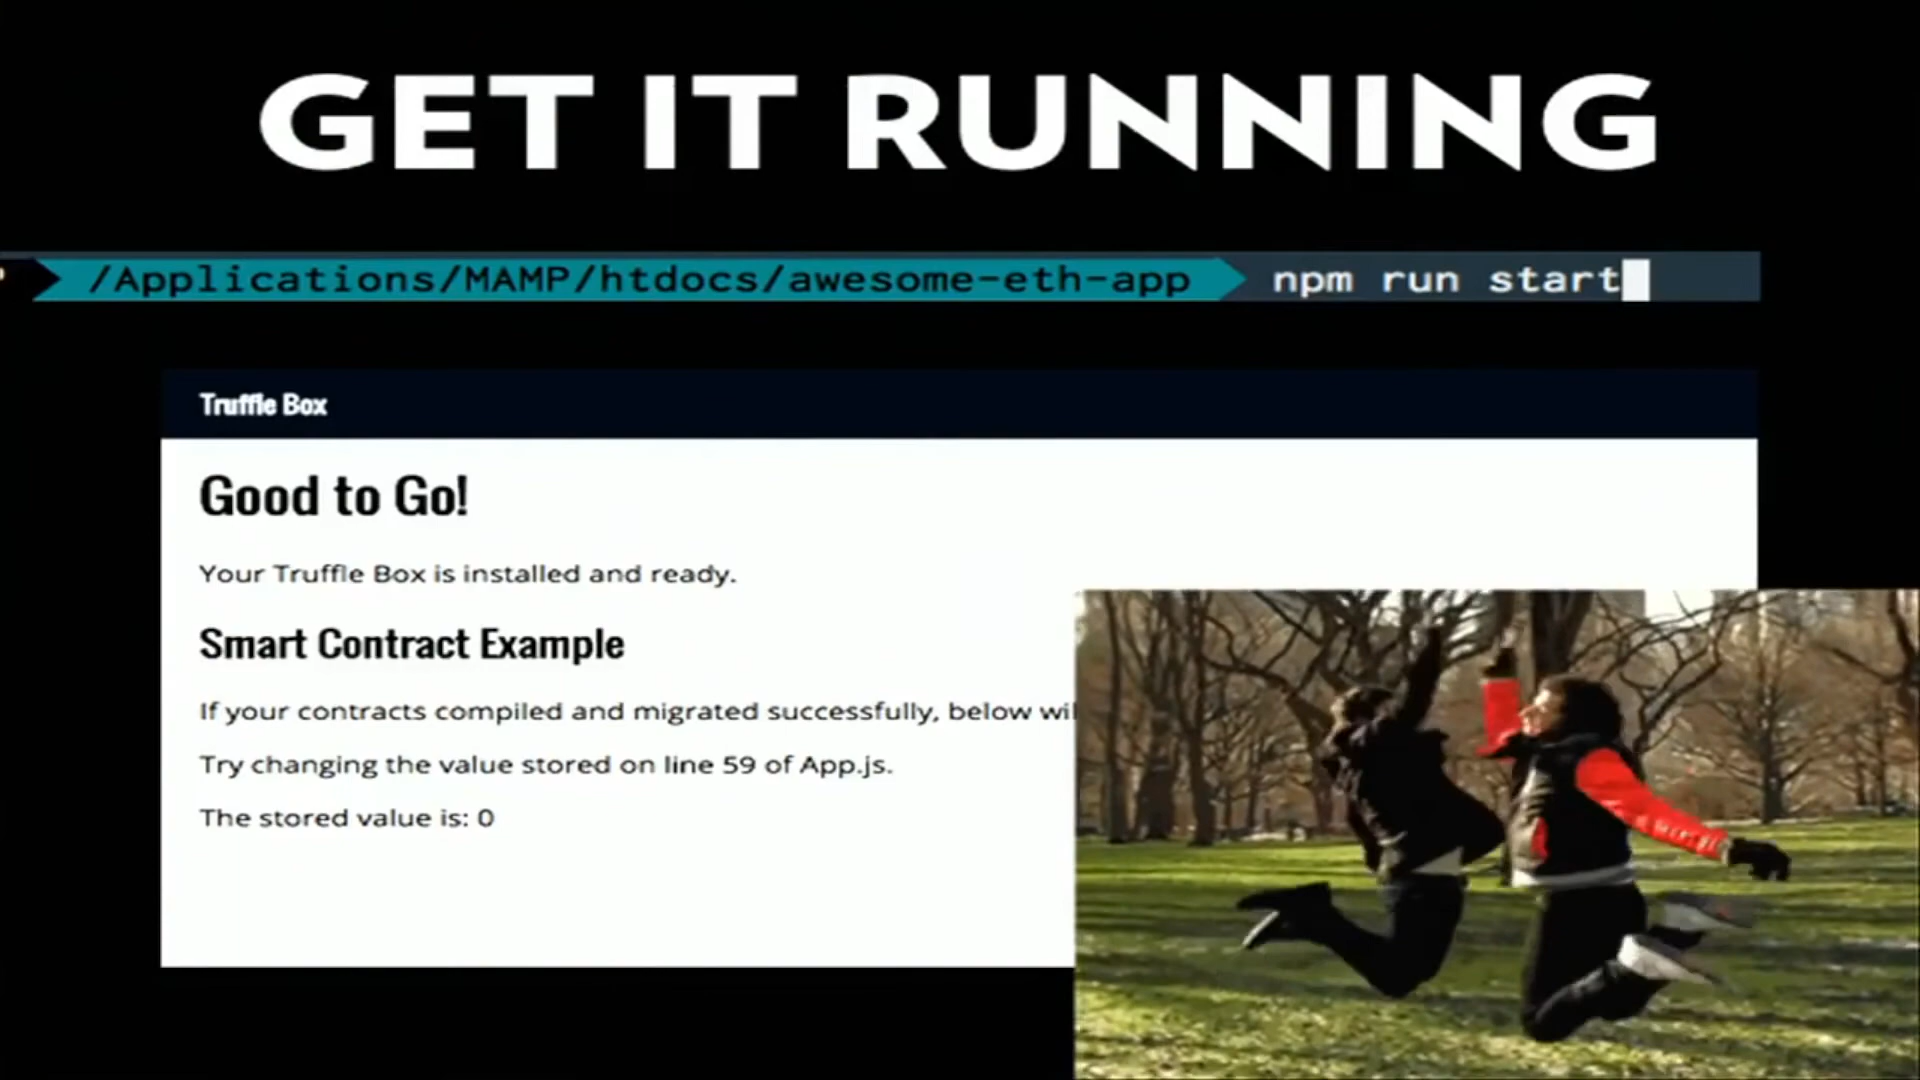 GET IT RUNNING
/Applications/MAMP/htdocs/awesome-eth-app npm run start
Truffle Box
Good to Go!
Your Truffle Box is installed and ready.
Smart Contract Example
If your contracts compiled and migrated successfully, below
Try changing the value stored on line 59 of App.js.
The stored value is: 0